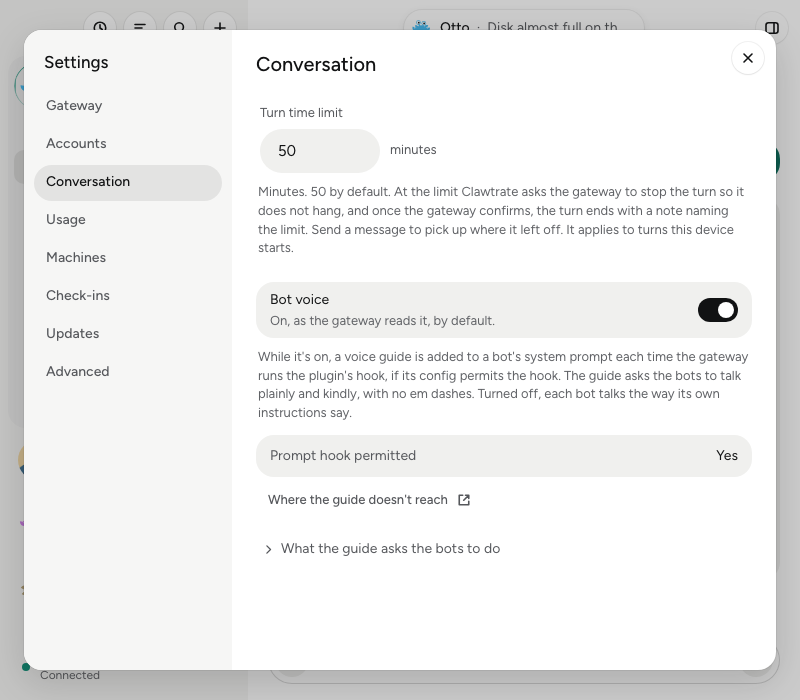 Otto · Disk almost full on th
Settings
Gateway
Accounts
Conversation
Usage
Machines
Check-ins
Updates
Advanced
Conversation
Turn time limit
50 minutes
Minutes. 50 by default. At the limit Clawtrate asks the gateway to stop the turn so it
does not hang, and once the gateway confirms, the turn ends with a note naming
the limit. Send a message to pick up where it left off. It applies to turns this device
starts.
Bot voice
On, as the gateway reads it, by default.
While it's on, a voice guide is added to a bot's system prompt each time the gateway
runs the plugin's hook, if its config permits the hook. The guide asks the bots to talk
plainly and kindly, with no em dashes. Turned off, each bot talks the way its own
instructions say.
Prompt hook permitted Yes
Where the guide doesn't reach
What the guide asks the bots to do
Connected